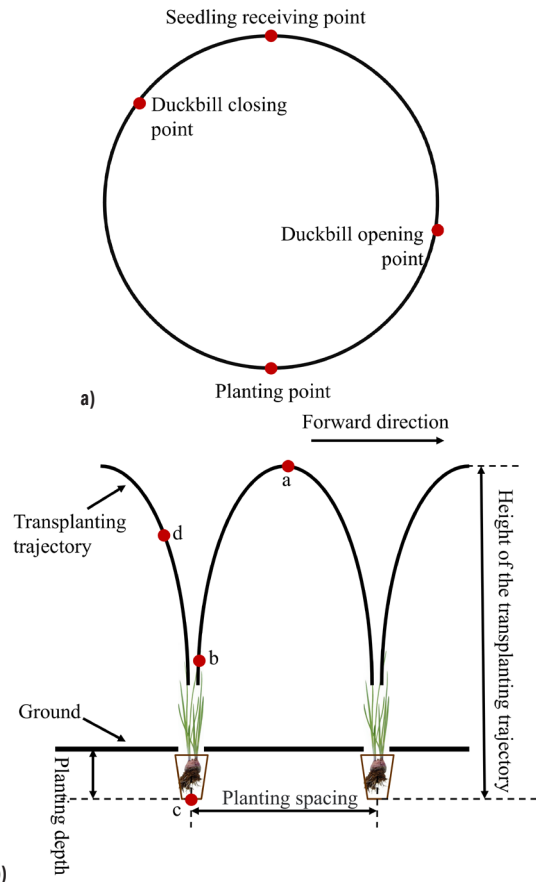 Seedling receiving point
Duckbill closing
point
Duckbill opening
point
Planting point
a)
Forward direction
a
Transplanting
trajectory
d
b
Height of the transplanting trajectory
Ground
Planting depth
Planting spacing
c
)